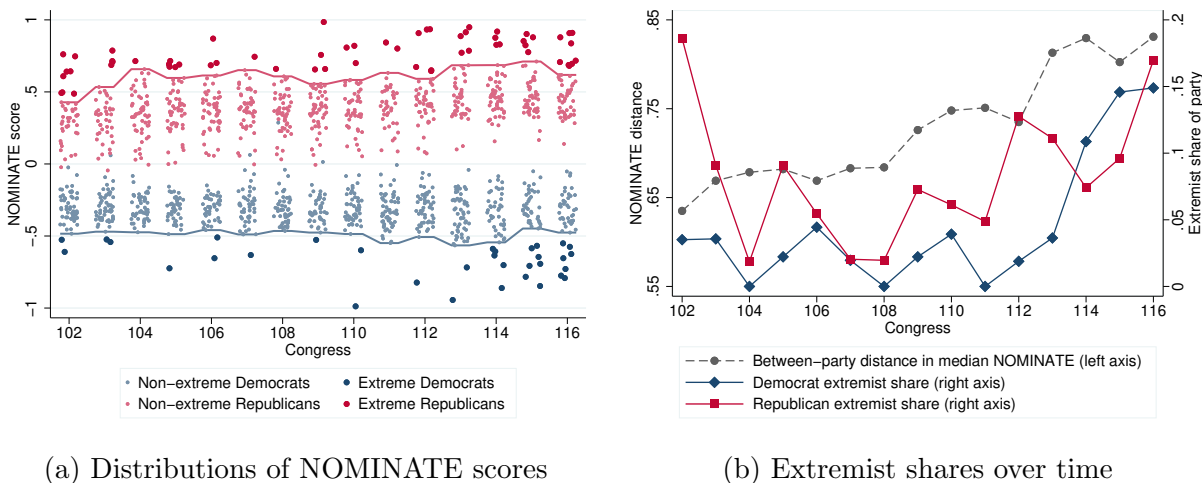 1
.5
0
-.5
-1
NOMINATE score
102 104 106 108 110 112 114 116
Congress
Non-extreme Democrats Extreme Democrats
Non-extreme Republicans Extreme Republicans
(a) Distributions of NOMINATE scores
.85
.75
.65
.55
NOMINATE distance
.2
.15
.1
.05
0
Extremist share of party
102 104 106 108 110 112 114 116
Congress
Between-party distance in median NOMINATE (left axis)
Democrat extremist share (right axis)
Republican extremist share (right axis)
(b) Extremist shares over time